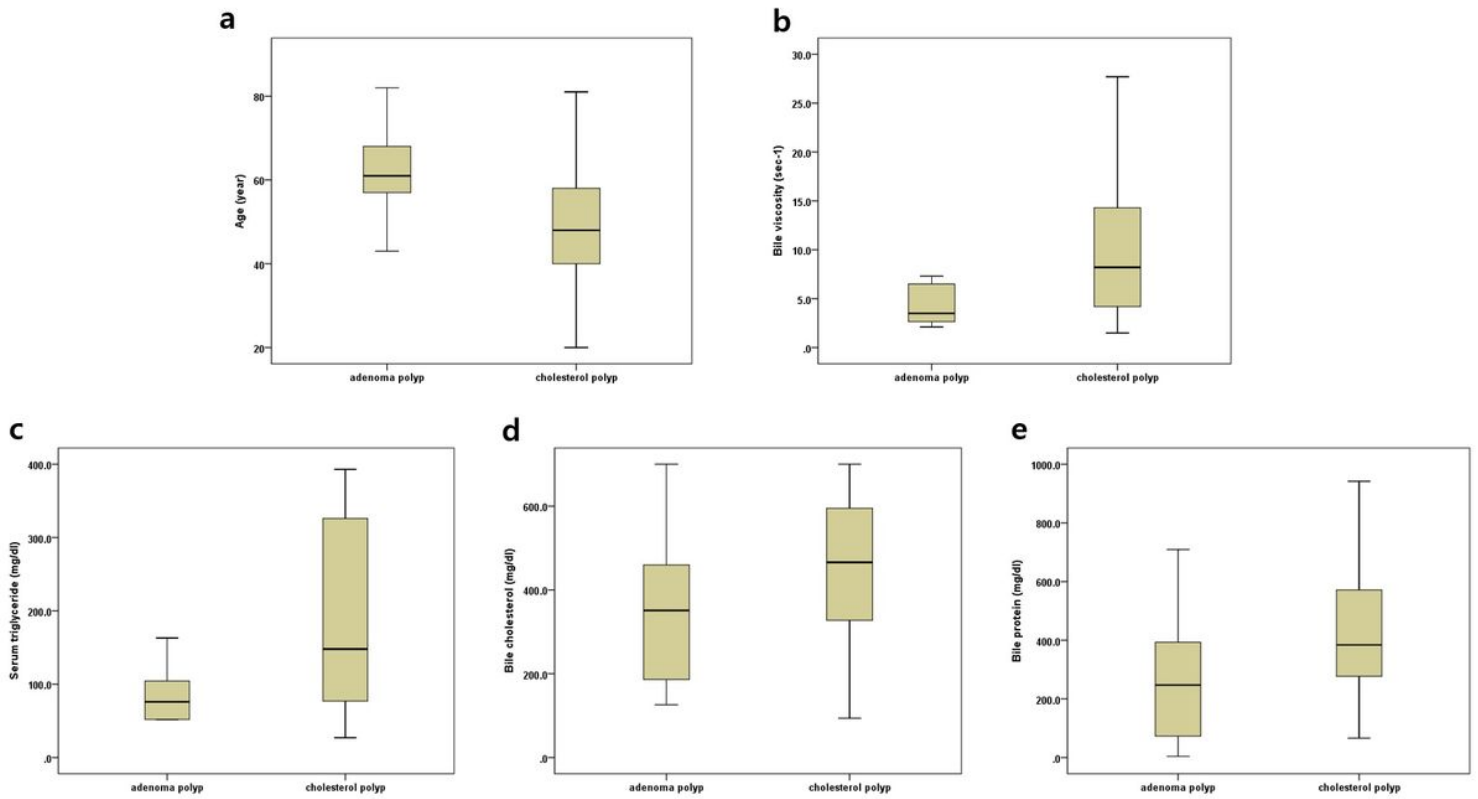 a
Age (year)
80
60
40
20
adenoma polyp
cholesterol polyp
b
Bile viscosity (sec-1)
30.0
25.0
20.0
15.0
10.0
5.0
.0
adenoma polyp
cholesterol polyp
c
Serum triglyceride (mg/dl)
400.0
300.0
200.0
100.0
.0
adenoma polyp
cholesterol polyp
d
Bile cholesterol (mg/dl)
600.0
400.0
200.0
.0
adenoma polyp
cholesterol polyp
e
Bile protein (mg/dl)
1000.0
800.0
600.0
400.0
200.0
.0
adenoma polyp
cholesterol polyp